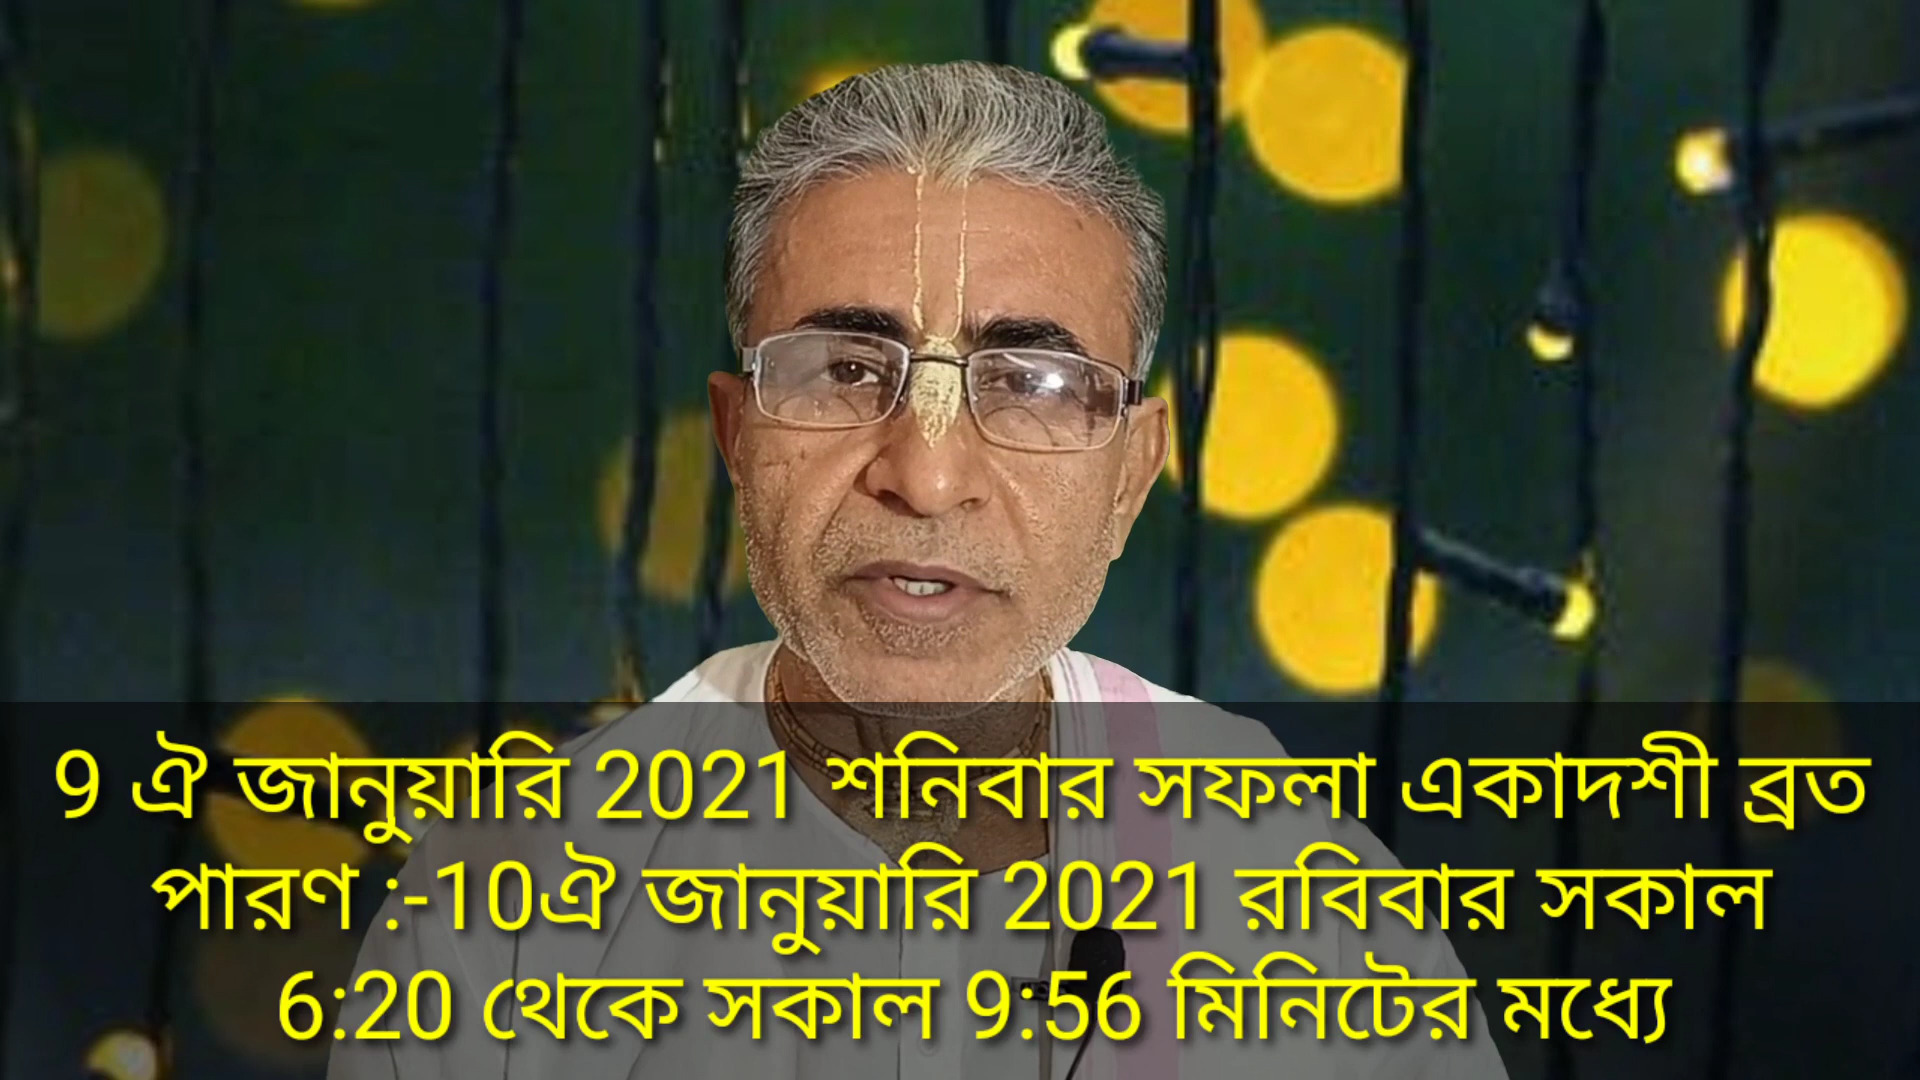 9 ঐ জানুয়ারি 2021 শনিবার সফলা একাদশী ব্রত
পারণ :-10ঐ জানুয়ারি 2021 রবিবার সকাল
6:20 থেকে সকাল 9:56 মিনিটের মধ্যে